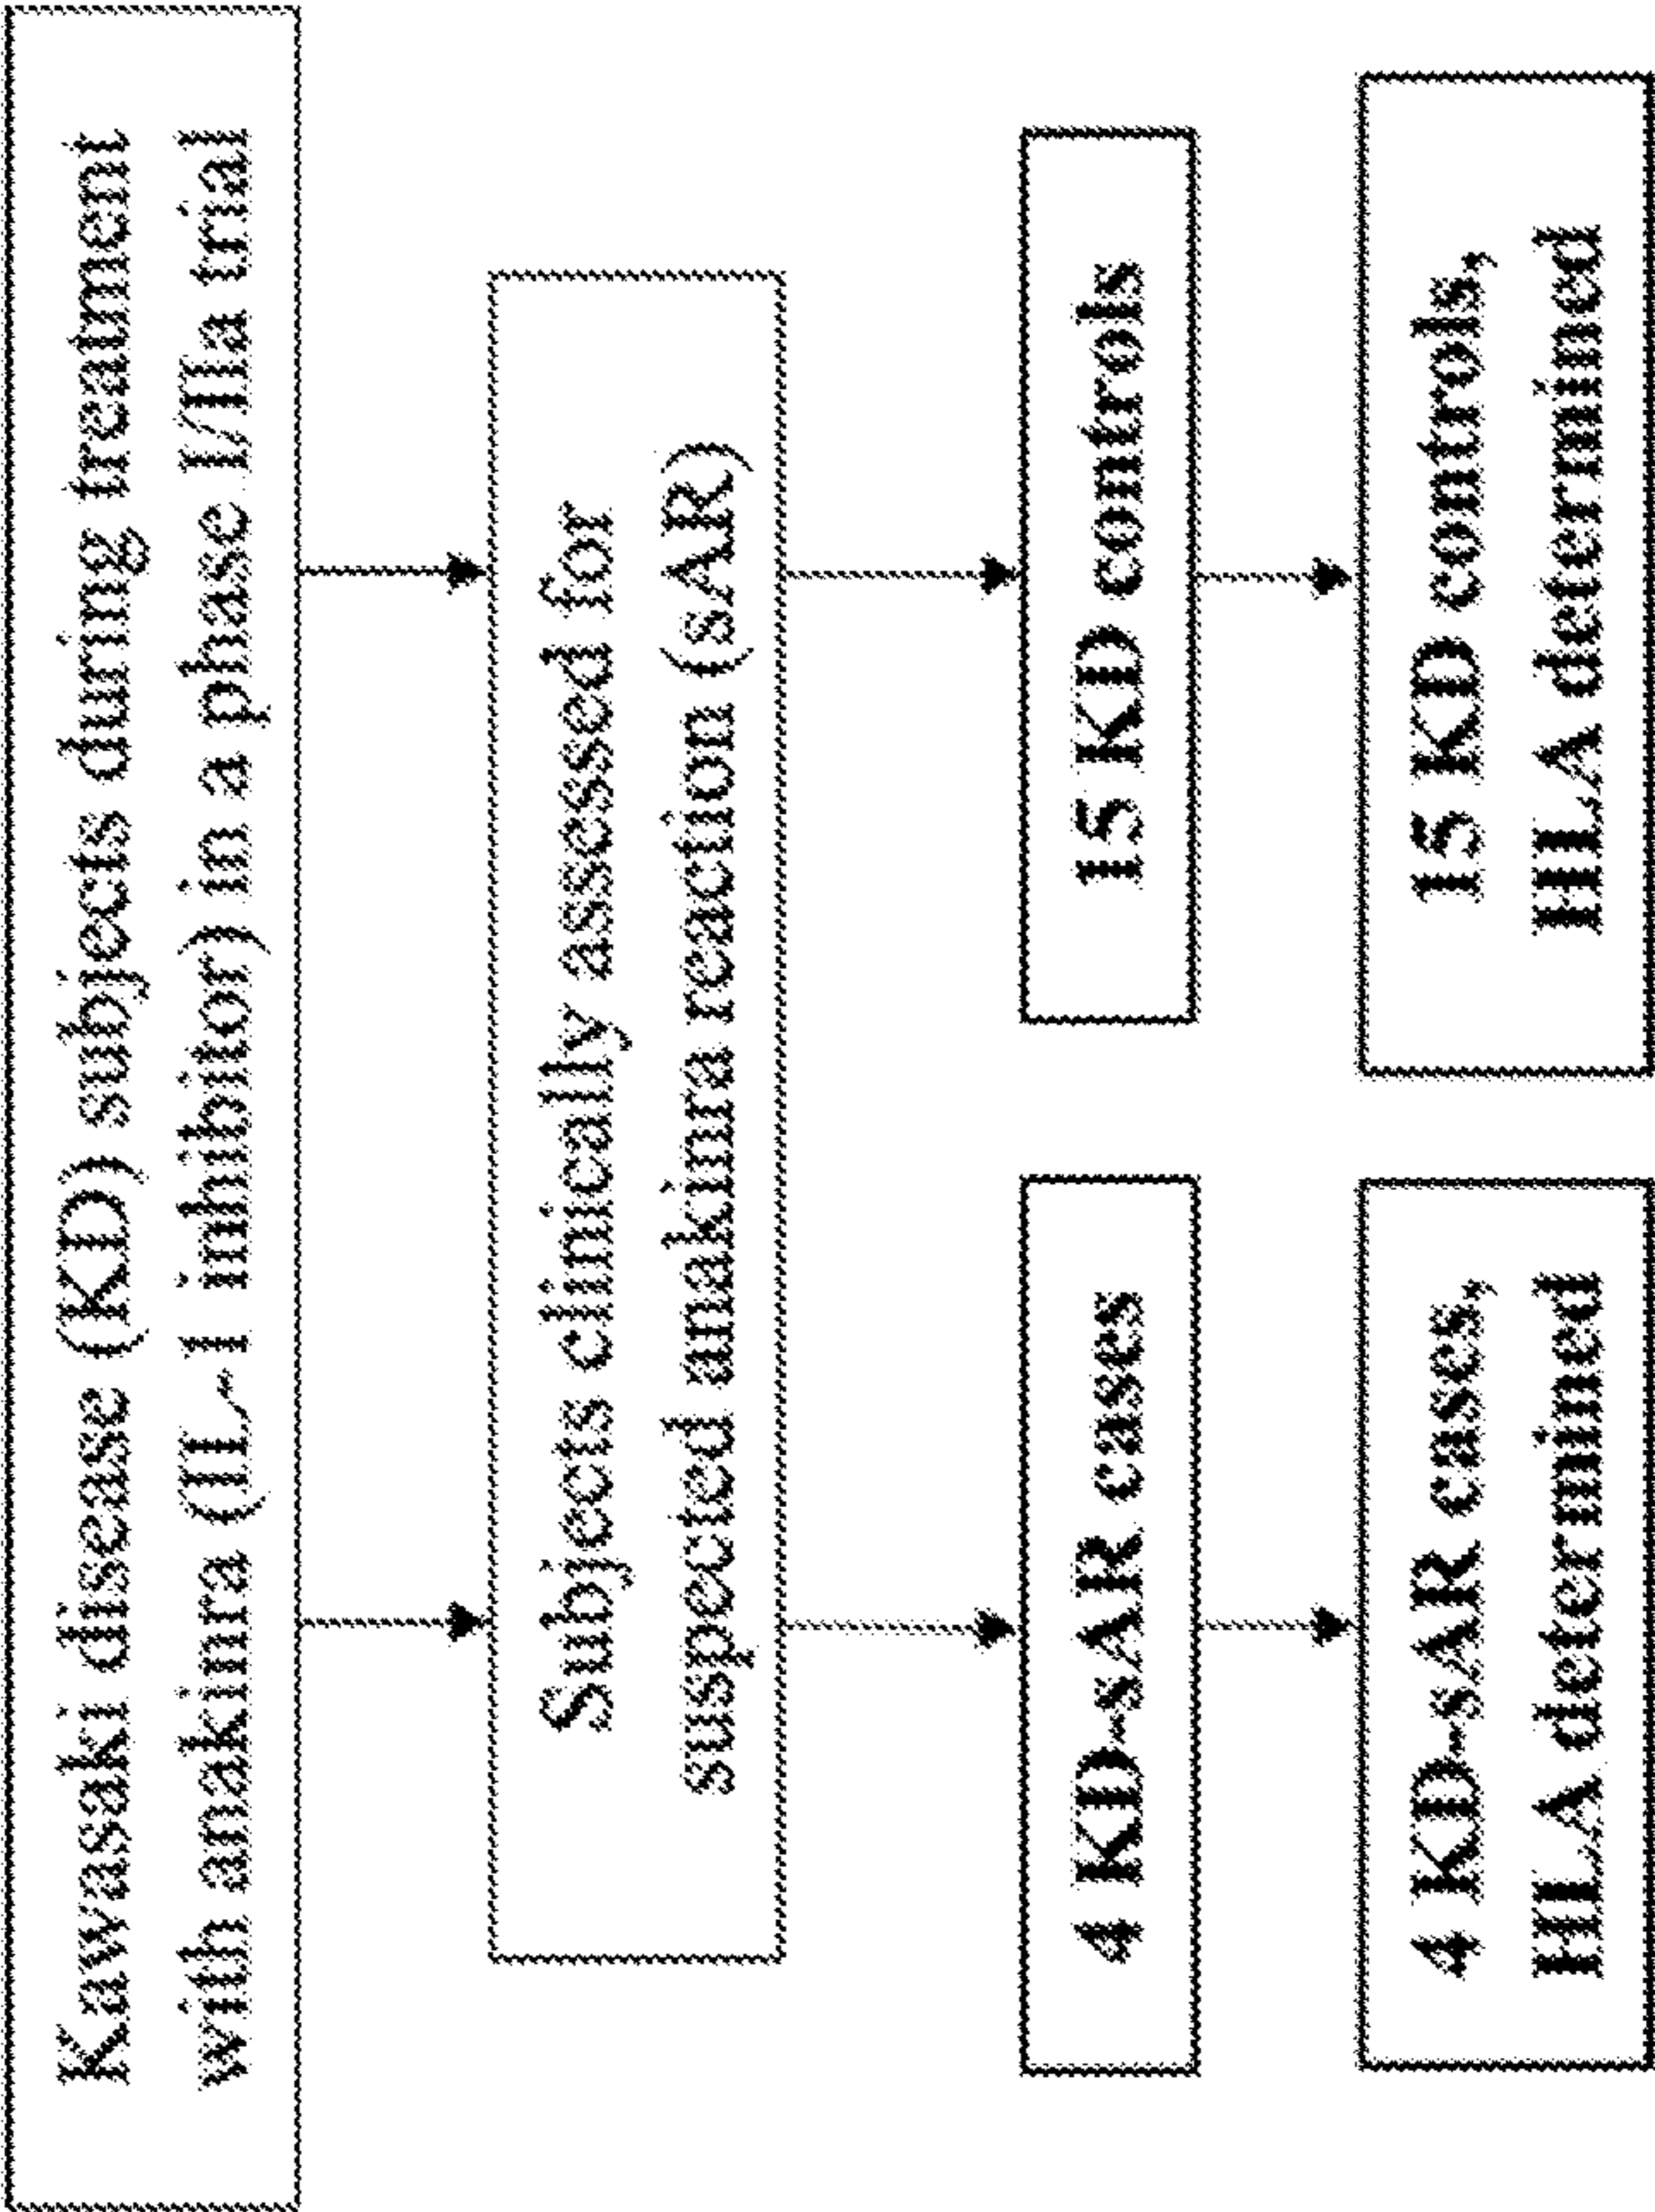 Kawasaki disease (KD) subjects during treatment
with anakinra (IL-1 inhibitor) in a phase I/IIa trial
Subjects clinically assessed for
suspected anakinra reaction (sAR)
4 KD-sAR cases
15 KD controls
4 KD-sAR cases,
HLA determined
15 KD controls,
HLA determined